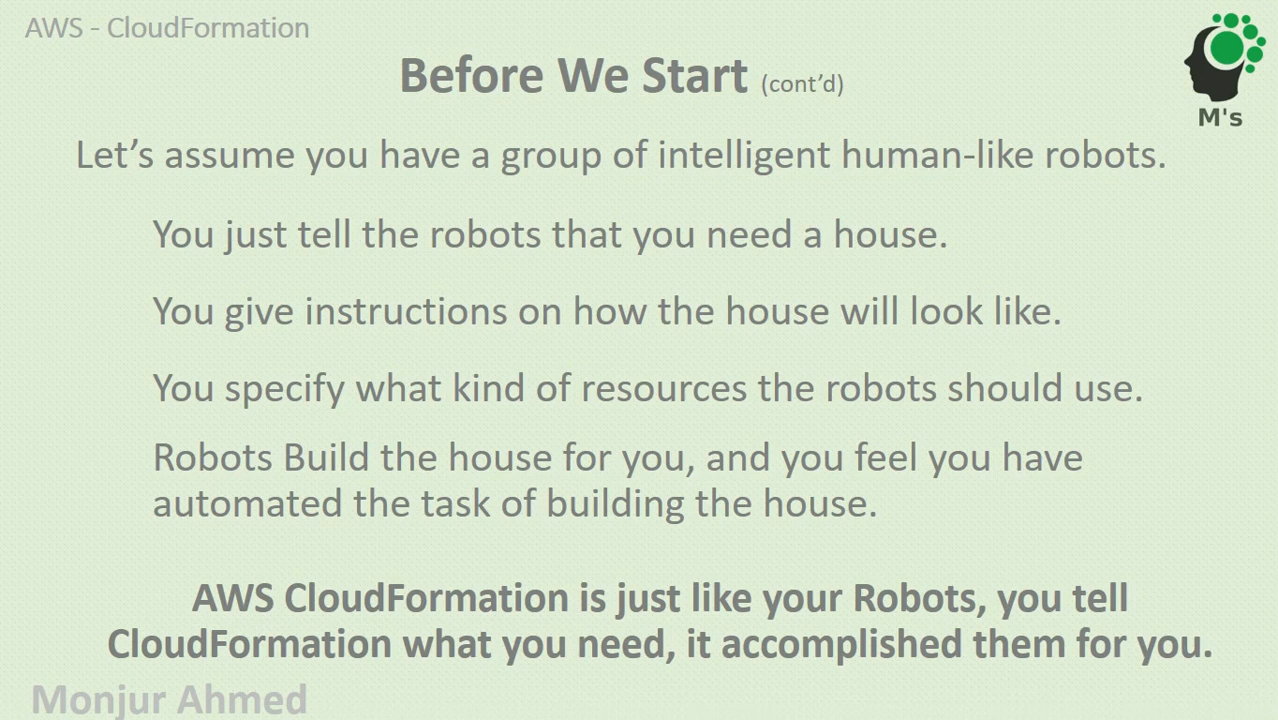 AWS - CloudFormation
Before We Start (cont’d)
M's
Let’s assume you have a group of intelligent human-like robots.
You just tell the robots that you need a house.
You give instructions on how the house will look like.
You specify what kind of resources the robots should use.
Robots Build the house for you, and you feel you have
automated the task of building the house.
AWS CloudFormation is just like your Robots, you tell
CloudFormation what you need, it accomplished them for you.
Monjur Ahmed